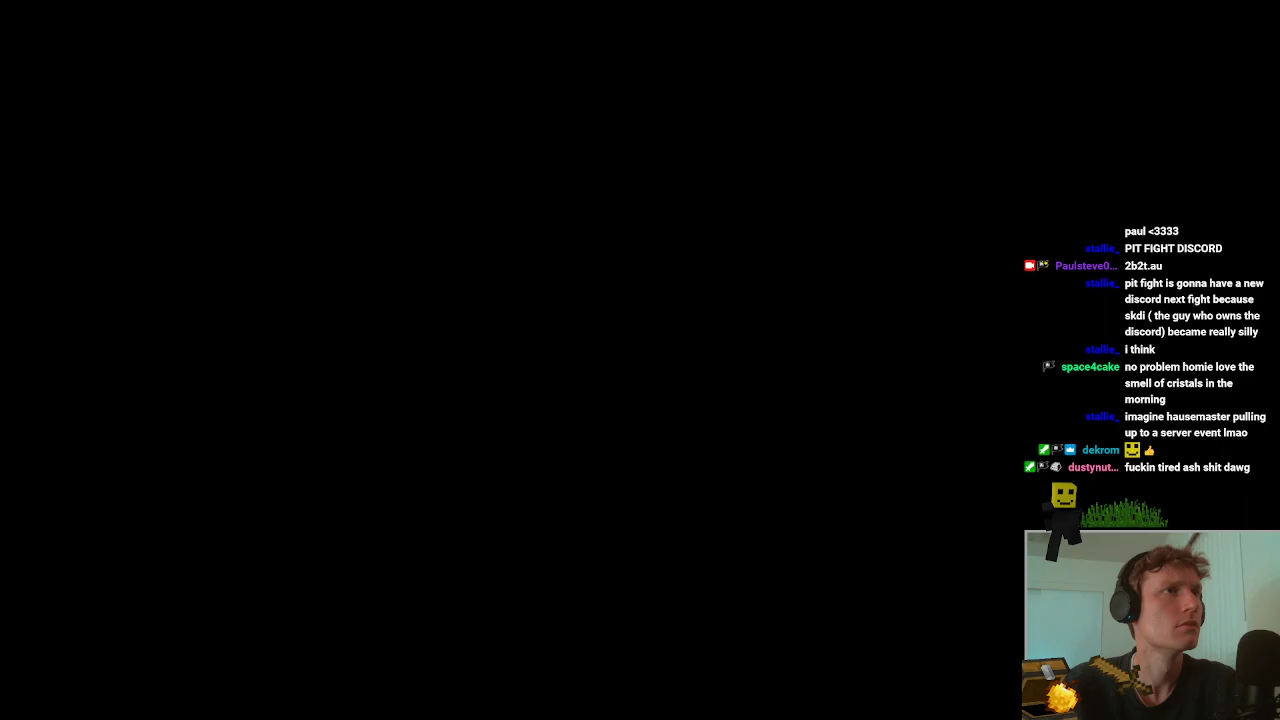 paul <3333
stallie_ PIT FIGHT DISCORD
Paulsteve0... 2b2t.au
stallie_ pit fight is gonna have a new
discord next fight because
skdi ( the guy who owns the
discord) became really silly
stallie_ i think
space4cake no problem homie love the
smell of cristals in the
morning
stallie_ imagine hausemaster pulling
up to a server event lmao
dekrom
dustynut... fuckin tired ash shit dawg